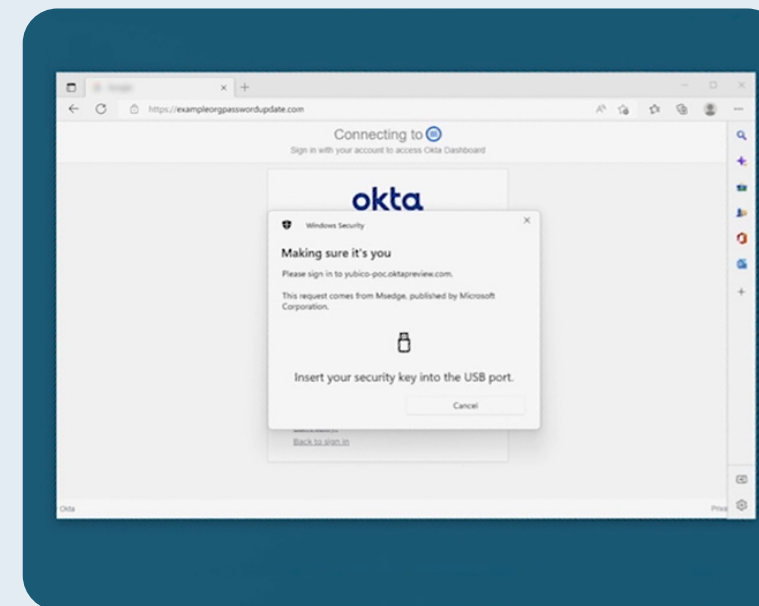 https://exampleorgpasswordupdate.com
Connecting to
Sign in with your account to access Okta Dashboard
okta
Windows Security
Making sure it's you
Please sign in to yubico-poc.oktapreview.com.
This request comes from Msedge, published by Microsoft
Corporation.
Insert your security key into the USB port.
Cancel
Back to sign in
Okta